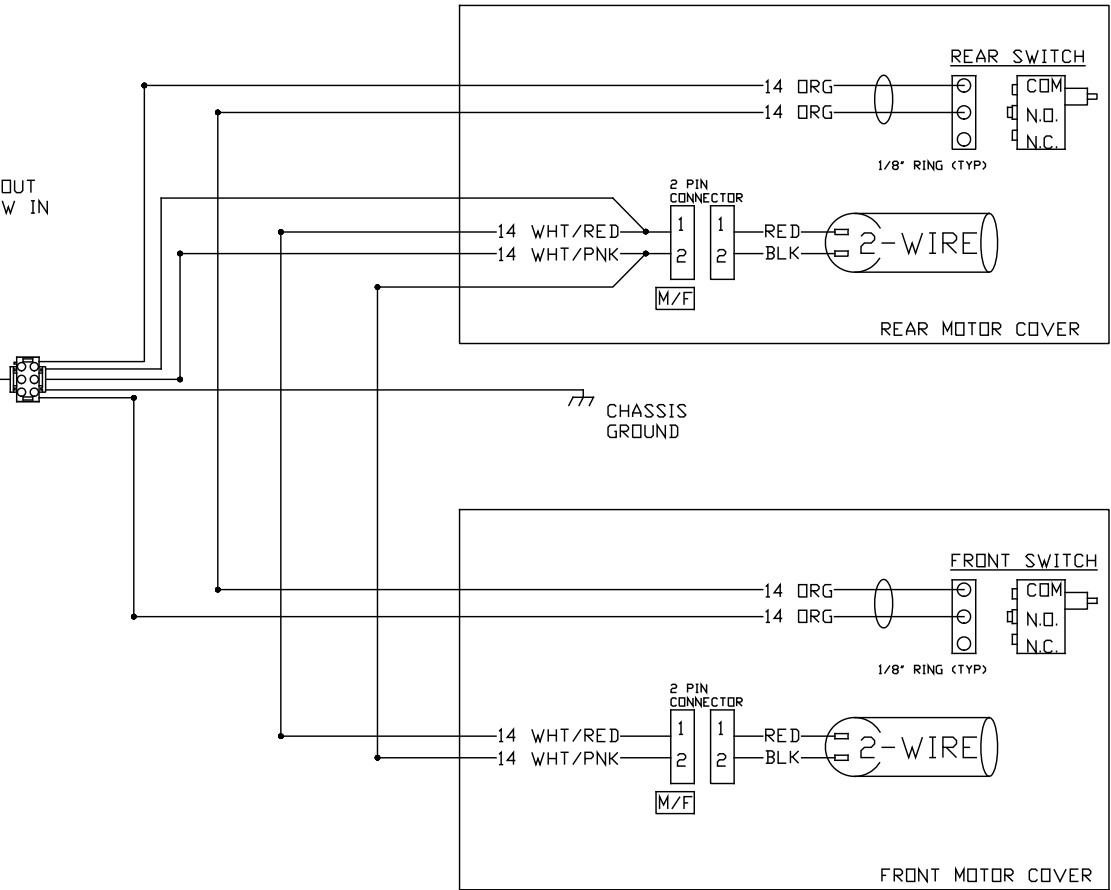 REAR SWITCH
14 ORG
COM
14 ORG
N.O.
N.C.
1/8" RING (TYP)
OUT
W IN
2 PIN
CONNECTOR
14 WHT/RED
1
1
RED
14 WHT/PNK
2
2
BLK
2-WIRE
M/F
REAR MOTOR COVER
CHASSIS
GROUND
FRONT SWITCH
14 ORG
COM
14 ORG
N.O.
N.C.
1/8" RING (TYP)
2 PIN
CONNECTOR
14 WHT/RED
1
1
RED
14 WHT/PNK
2
2
BLK
2-WIRE
M/F
FRONT MOTOR COVER